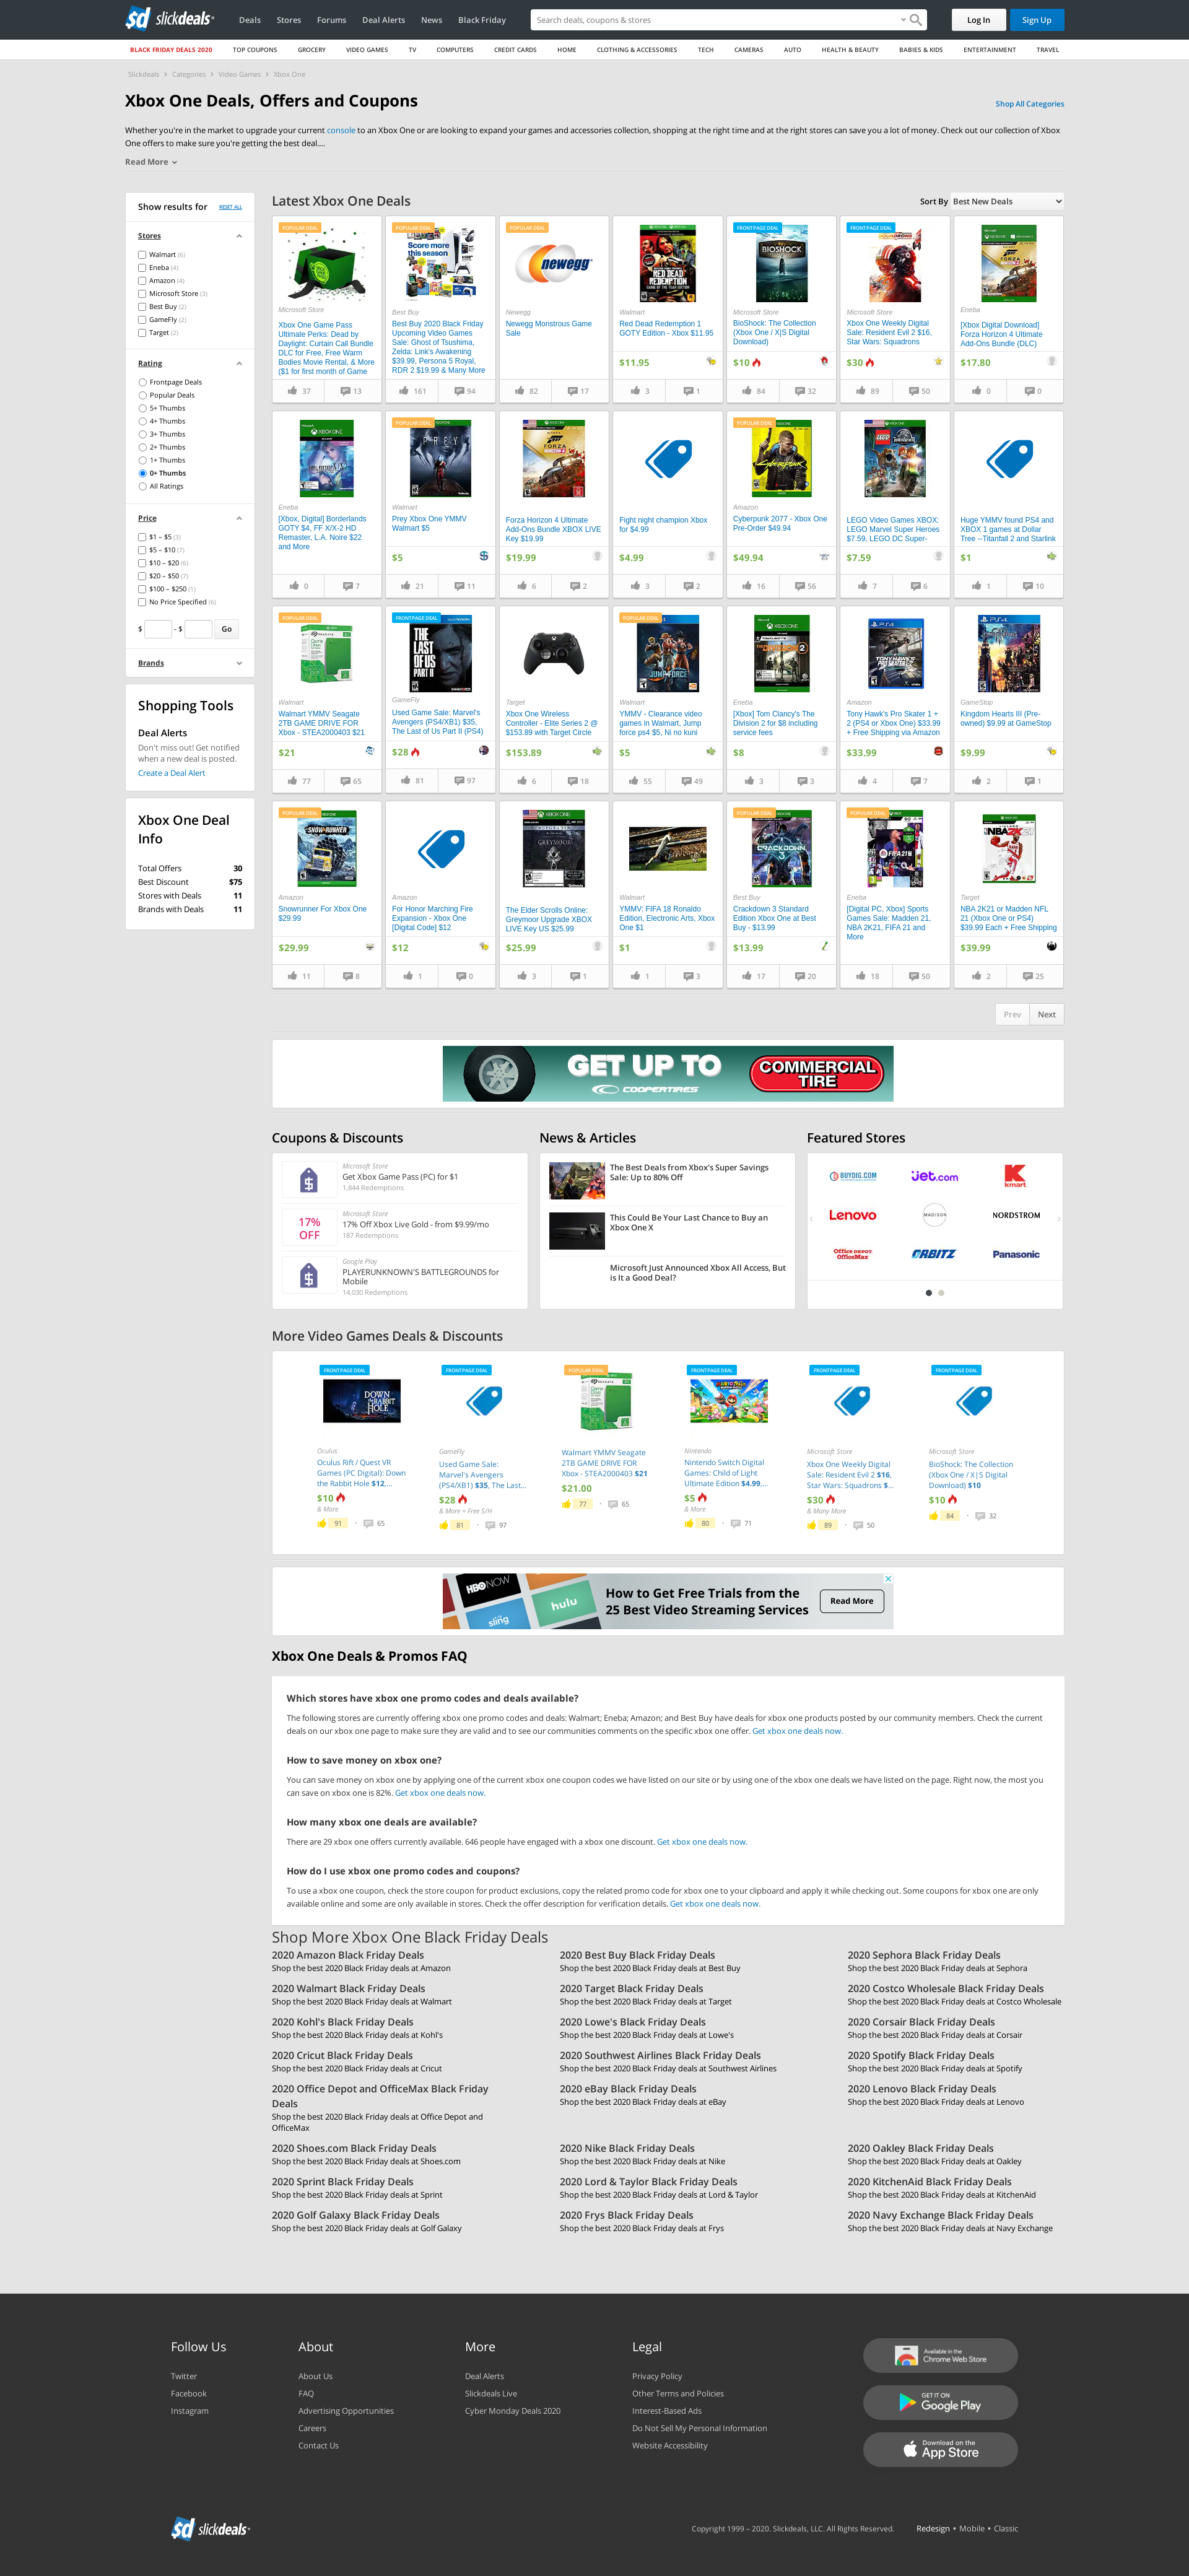 slickdeals
Deals
Stores
Forums
Deal Alerts
News
Black Friday
Search deals, coupons & stores
Log In
Sign Up
BLACK FRIDAY DEALS 2020
TOP COUPONS
GROCERY
VIDEO GAMES
TV
COMPUTERS
CREDIT CARDS
HOME
CLOTHING & ACCESSORIES
TECH
CAMERAS
AUTO
HEALTH & BEAUTY
BABIES & KIDS
ENTERTAINMENT
TRAVEL
Slickdeals > Categories > Video Games > Xbox One
Xbox One Deals, Offers and Coupons
Shop All Categories
Whether you're in the market to upgrade your current console to an Xbox One or are looking to expand your games and accessories collection, shopping at the right time and at the right stores can save you a lot of money. Check out our collection of Xbox
One offers to make sure you're getting the best deal....
Read More
Show results for
RESET ALL
Stores
Walmart (6)
Eneba (4)
Amazon (4)
Microsoft Store (3)
Best Buy (2)
GameFly (2)
Target (2)
Rating
Frontpage Deals
Popular Deals
5+ Thumbs
4+ Thumbs
3+ Thumbs
2+ Thumbs
1+ Thumbs
0+ Thumbs
All Ratings
Price
$1 – $5 (3)
$5 – $10 (7)
$10 – $20 (6)
$20 – $50 (7)
$100 – $250 (1)
No Price Specified (6)
$ - $ Go
Brands
Shopping Tools
Deal Alerts
Don't miss out! Get notified
when a new deal is posted.
Create a Deal Alert
Xbox One Deal
Info
Total Offers 30
Best Discount $75
Stores with Deals 11
Brands with Deals 11
Latest Xbox One Deals
Sort By Best New Deals
POPULAR DEAL
Microsoft Store
Xbox One Game Pass
Ultimate Perks: Dead by
Daylight: Curtain Call Bundle
DLC for Free, Free Warm
Bodies Movie Rental, & More
($1 for first month of Game
37 13
POPULAR DEAL
Score more
this season
Best Buy
Best Buy 2020 Black Friday
Upcoming Video Games
Sale: Ghost of Tsushima,
Zelda: Link's Awakening
$39.99, Persona 5 Royal,
RDR 2 $19.99 & Many More
161 94
POPULAR DEAL
newegg
Newegg
Newegg Monstrous Game
Sale
82 17
RED DEAD
REDEMPTION
Walmart
Red Dead Redemption 1
GOTY Edition - Xbox $11.95
$11.95
3 1
FRONTPAGE DEAL
BIOSHOCK
Microsoft Store
BioShock: The Collection
(Xbox One / X|S Digital
Download)
$10
84 32
FRONTPAGE DEAL
SQUADRONS
Microsoft Store
Xbox One Weekly Digital
Sale: Resident Evil 2 $16,
Star Wars: Squadrons
$30
89 50
FORZA
Eneba
[Xbox Digital Download]
Forza Horizon 4 Ultimate
Add-Ons Bundle (DLC)
$17.80
0 0
Eneba
[Xbox, Digital] Borderlands
GOTY $4, FF X/X-2 HD
Remaster, L.A. Noire $22
and More
0 7
POPULAR DEAL
PREY
Walmart
Prey Xbox One YMMV
Walmart $5
$5
21 11
FORZA
Forza Horizon 4 Ultimate
Add-Ons Bundle XBOX LIVE
Key $19.99
$19.99
6 2
Fight night champion Xbox
for $4.99
$4.99
3 2
POPULAR DEAL
Cyberpunk
Amazon
Cyberpunk 2077 - Xbox One
Pre-Order $49.94
$49.94
16 56
LEGO
LEGO Video Games XBOX:
LEGO Marvel Super Heroes
$7.59, LEGO DC Super-
$7.59
7 6
Huge YMMV found PS4 and
XBOX 1 games at Dollar
Tree --Titanfall 2 and Starlink
$1
1 10
POPULAR DEAL
Walmart
Walmart YMMV Seagate
2TB GAME DRIVE FOR
Xbox - STEA2000403 $21
$21
77 65
FRONTPAGE DEAL
THE
LAST
OF US
PART II
GameFly
Used Game Sale: Marvel's
Avengers (PS4/XB1) $35,
The Last of Us Part II (PS4)
$28
81 97
Target
Xbox One Wireless
Controller - Elite Series 2 @
$153.89 with Target Circle
$153.89
6 18
POPULAR DEAL
JUMP FORCE
Walmart
YMMV - Clearance video
games in Walmart, Jump
force ps4 $5, Ni no kuni
$5
55 49
XBOX ONE
Eneba
[Xbox] Tom Clancy's The
Division 2 for $8 including
service fees
$8
3 3
PS4
Amazon
Tony Hawk's Pro Skater 1 +
2 (PS4 or Xbox One) $33.99
+ Free Shipping via Amazon
$33.99
4 7
PS4
GameStop
Kingdom Hearts III (Pre-
owned) $9.99 at GameStop
$9.99
2 1
POPULAR DEAL
SNOWRUNNER
Amazon
Snowrunner For Xbox One
$29.99
$29.99
11 8
Amazon
For Honor Marching Fire
Expansion - Xbox One
[Digital Code] $12
$12
1 0
XBOX ONE
GREYMOOR
The Elder Scrolls Online:
Greymoor Upgrade XBOX
LIVE Key US $25.99
$25.99
3 1
Walmart
YMMV: FIFA 18 Ronaldo
Edition, Electronic Arts, Xbox
One $1
$1
1 3
POPULAR DEAL
CRACKDOWN
3
Best Buy
Crackdown 3 Standard
Edition Xbox One at Best
Buy - $13.99
$13.99
17 20
POPULAR DEAL
FIFA 21
Eneba
[Digital PC, Xbox] Sports
Games Sale: Madden 21,
NBA 2K21, FIFA 21 and
More
18 50
NBA2K21
Target
NBA 2K21 or Madden NFL
21 (Xbox One or PS4)
$39.99 Each + Free Shipping
$39.99
2 25
Prev Next
GET UP TO
COOPERTIRES
COMMERCIAL
TIRE
Coupons & Discounts
Microsoft Store
Get Xbox Game Pass (PC) for $1
1,844 Redemptions
17%
OFF
Microsoft Store
17% Off Xbox Live Gold - from $9.99/mo
187 Redemptions
Google Play
PLAYERUNKNOWN'S BATTLEGROUNDS for
Mobile
14,030 Redemptions
News & Articles
The Best Deals from Xbox's Super Savings
Sale: Up to 80% Off
This Could Be Your Last Chance to Buy an
Xbox One X
Microsoft Just Announced Xbox All Access, But
is It a Good Deal?
Featured Stores
BUYDIG.COM
jet.com
kmart
Lenovo
MADISON
NORDSTROM
Office DEPOT
OfficeMax
ORBITZ
Panasonic
More Video Games Deals & Discounts
FRONTPAGE DEAL
DOWN THE RABBIT HOLE
Oculus
Oculus Rift / Quest VR
Games (PC Digital): Down
the Rabbit Hole $12,...
$10
& More
91 • 65
FRONTPAGE DEAL
GameFly
Used Game Sale:
Marvel's Avengers
(PS4/XB1) $35, The Last...
$28
& More + Free S/H
81 • 97
POPULAR DEAL
Walmart YMMV Seagate
2TB GAME DRIVE FOR
Xbox - STEA2000403 $21
$21.00
77 • 65
FRONTPAGE DEAL
Nintendo
Nintendo Switch Digital
Games: Child of Light
Ultimate Edition $4.99,...
$5
& More
80 • 71
FRONTPAGE DEAL
Microsoft Store
Xbox One Weekly Digital
Sale: Resident Evil 2 $16,
Star Wars: Squadrons $...
$30
& Many More
89 • 50
FRONTPAGE DEAL
Microsoft Store
BioShock: The Collection
(Xbox One / X|S Digital
Download) $10
$10
84 • 32
HBO NOW
sling
hulu
How to Get Free Trials from the
25 Best Video Streaming Services
Read More
Xbox One Deals & Promos FAQ
Which stores have xbox one promo codes and deals available?
The following stores are currently offering xbox one promo codes and deals: Walmart; Eneba; Amazon; and Best Buy have deals for xbox one products posted by our community members. Check the current
deals on our xbox one page to make sure they are valid and to see our communities comments on the specific xbox one offer. Get xbox one deals now.
How to save money on xbox one?
You can save money on xbox one by applying one of the current xbox one coupon codes we have listed on our site or by using one of the xbox one deals we have listed on the page. Right now, the most you
can save on xbox one is 82%. Get xbox one deals now.
How many xbox one deals are available?
There are 29 xbox one offers currently available. 646 people have engaged with a xbox one discount. Get xbox one deals now.
How do I use xbox one promo codes and coupons?
To use a xbox one coupon, check the store coupon for product exclusions, copy the related promo code for xbox one to your clipboard and apply it while checking out. Some coupons for xbox one are only
available online and some are only available in stores. Check the offer description for verification details. Get xbox one deals now.
Shop More Xbox One Black Friday Deals
2020 Amazon Black Friday Deals
Shop the best 2020 Black Friday deals at Amazon
2020 Best Buy Black Friday Deals
Shop the best 2020 Black Friday deals at Best Buy
2020 Sephora Black Friday Deals
Shop the best 2020 Black Friday deals at Sephora
2020 Walmart Black Friday Deals
Shop the best 2020 Black Friday deals at Walmart
2020 Target Black Friday Deals
Shop the best 2020 Black Friday deals at Target
2020 Costco Wholesale Black Friday Deals
Shop the best 2020 Black Friday deals at Costco Wholesale
2020 Kohl's Black Friday Deals
Shop the best 2020 Black Friday deals at Kohl's
2020 Lowe's Black Friday Deals
Shop the best 2020 Black Friday deals at Lowe's
2020 Corsair Black Friday Deals
Shop the best 2020 Black Friday deals at Corsair
2020 Cricut Black Friday Deals
Shop the best 2020 Black Friday deals at Cricut
2020 Southwest Airlines Black Friday Deals
Shop the best 2020 Black Friday deals at Southwest Airlines
2020 Spotify Black Friday Deals
Shop the best 2020 Black Friday deals at Spotify
2020 Office Depot and OfficeMax Black Friday
Deals
Shop the best 2020 Black Friday deals at Office Depot and
OfficeMax
2020 eBay Black Friday Deals
Shop the best 2020 Black Friday deals at eBay
2020 Lenovo Black Friday Deals
Shop the best 2020 Black Friday deals at Lenovo
2020 Shoes.com Black Friday Deals
Shop the best 2020 Black Friday deals at Shoes.com
2020 Nike Black Friday Deals
Shop the best 2020 Black Friday deals at Nike
2020 Oakley Black Friday Deals
Shop the best 2020 Black Friday deals at Oakley
2020 Sprint Black Friday Deals
Shop the best 2020 Black Friday deals at Sprint
2020 Lord & Taylor Black Friday Deals
Shop the best 2020 Black Friday deals at Lord & Taylor
2020 KitchenAid Black Friday Deals
Shop the best 2020 Black Friday deals at KitchenAid
2020 Golf Galaxy Black Friday Deals
Shop the best 2020 Black Friday deals at Golf Galaxy
2020 Frys Black Friday Deals
Shop the best 2020 Black Friday deals at Frys
2020 Navy Exchange Black Friday Deals
Shop the best 2020 Black Friday deals at Navy Exchange
Follow Us
Twitter
Facebook
Instagram
About
About Us
FAQ
Advertising Opportunities
Careers
Contact Us
More
Deal Alerts
Slickdeals Live
Cyber Monday Deals 2020
Legal
Privacy Policy
Other Terms and Policies
Interest-Based Ads
Do Not Sell My Personal Information
Website Accessibility
Available in the
Chrome Web Store
GET IT ON
Google Play
Download on the
App Store
slickdeals
Copyright 1999 – 2020. Slickdeals, LLC. All Rights Reserved.
Redesign • Mobile • Classic